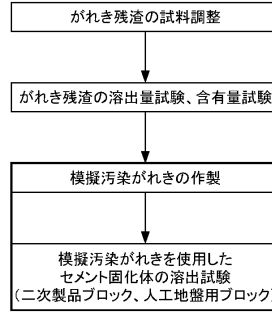 がれき残渣の試料調整
がれき残渣の溶出量試験、含有量試験
模擬汚染がれきの作製
模擬汚染がれきを使用した
セメント固化体の溶出試験
(二次製品ブロック、人工地盤用ブロック)